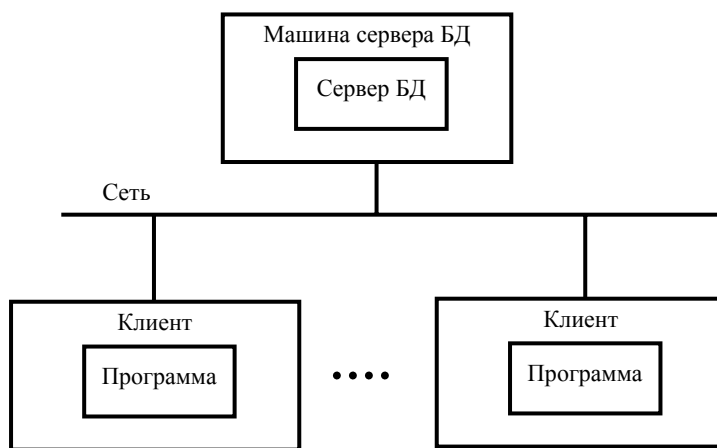 Машина сервера БД
Сервер БД
Сеть
Клиент
Программа
Клиент
Программа